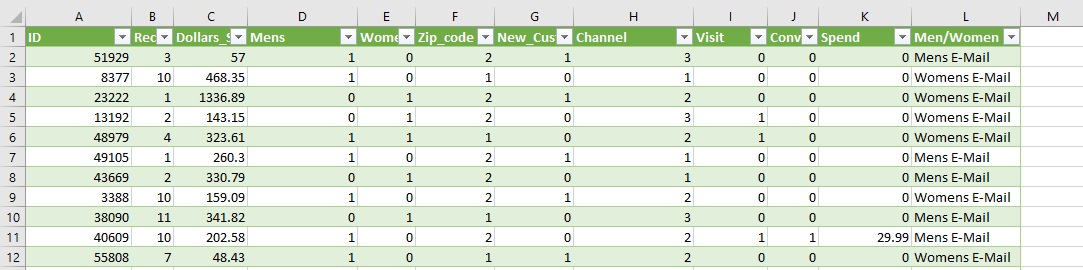 A B C D E F G H I J K L M
1 ID Rec Dollars_S Mens Wome Zip_code New_Cust Channel Visit Conv Spend Mens/Women
2 51929 3 57 1 0 2 1 3 0 0 0 Mens E-Mail
3 8377 10 468.35 1 0 1 0 1 0 0 0 Womens E-Mail
4 23222 1 1336.89 0 1 2 1 2 0 0 0 Womens E-Mail
5 13192 2 143.15 0 1 2 0 3 1 0 0 Womens E-Mail
6 48979 4 323.61 1 1 1 0 2 1 0 0 Womens E-Mail
7 49105 1 260.3 1 0 2 1 1 0 0 0 Mens E-Mail
8 43669 2 330.79 0 1 2 0 1 0 0 0 Mens E-Mail
9 3388 10 159.09 1 0 2 1 2 0 0 0 Womens E-Mail
10 38090 11 341.82 0 1 1 0 3 0 0 0 Mens E-Mail
11 40609 10 202.58 1 0 2 0 2 1 1 29.99 Mens E-Mail
12 55808 7 48.43 1 0 1 1 2 0 0 0 Womens E-Mail